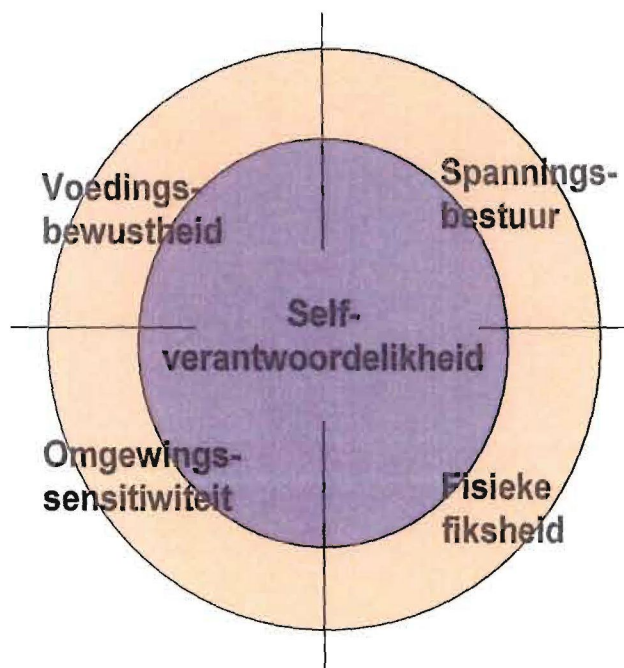 Voedings-
bewustheid
Spannings-
bestuur
Self-
verantwoordelikheid
Omgewings-
sensitiwiteit
Fisieke
fiksheid